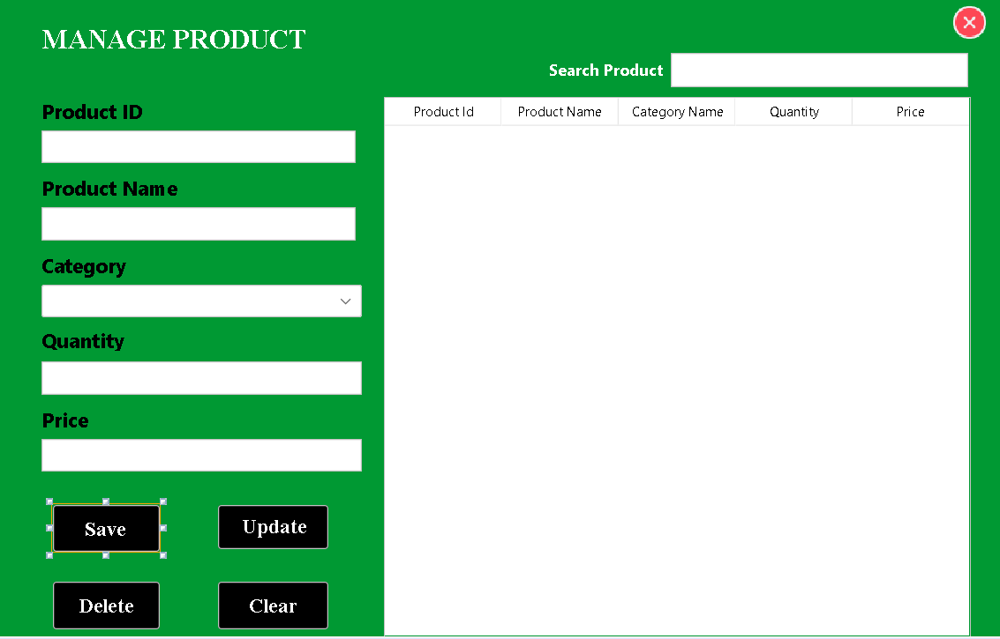 MANAGE PRODUCT
Search Product
Product ID
Product Name
Category
Quantity
Price
Save
Update
Delete
Clear
Product Id Product Name Category Name Quantity Price